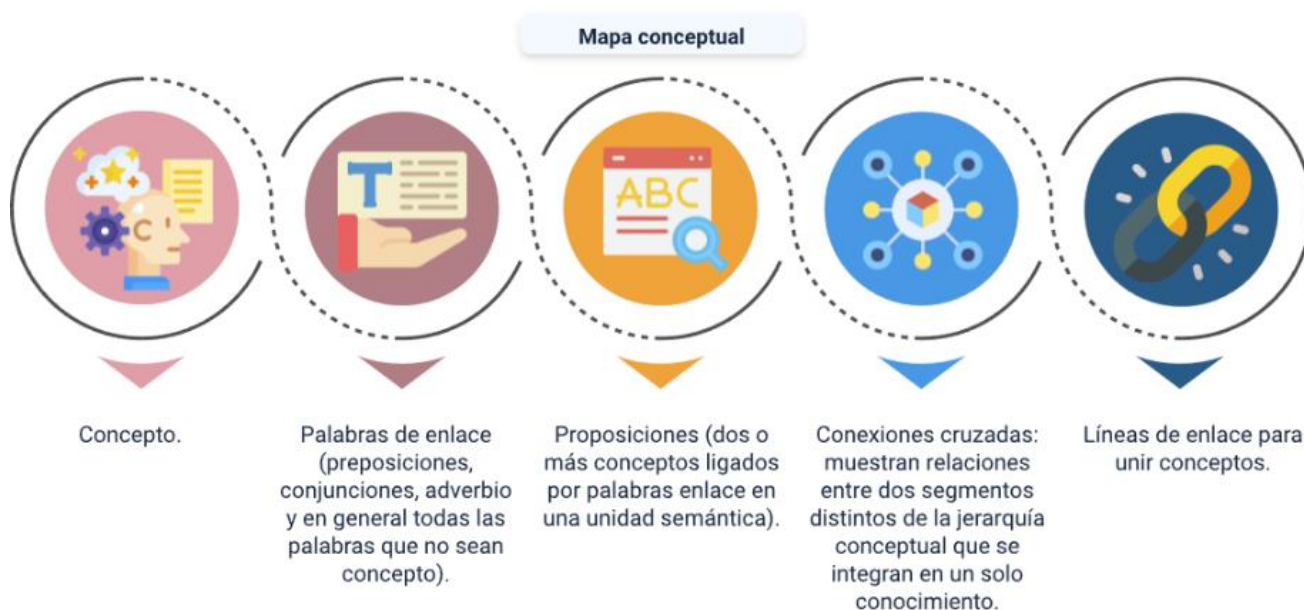 Mapa conceptual
T
ABC
Concepto.
Palabras de enlace
(preposiciones,
conjunciones, adverbio
y en general todas las
palabras que no sean
concepto).
Proposiciones (dos o
más conceptos ligados
por palabras enlace en
una unidad semántica).
Conexiones cruzadas:
muestran relaciones
entre dos segmentos
distintos de la jerarquía
conceptual que se
integran en un solo
conocimiento.
Líneas de enlace para
unir conceptos.